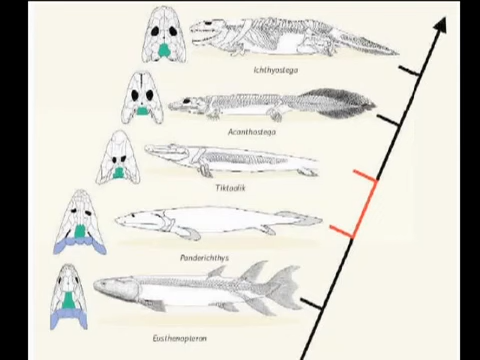 Ichthyostega
Acanthostega
Tiktaalik
Panderichthys
Eusthenopteron